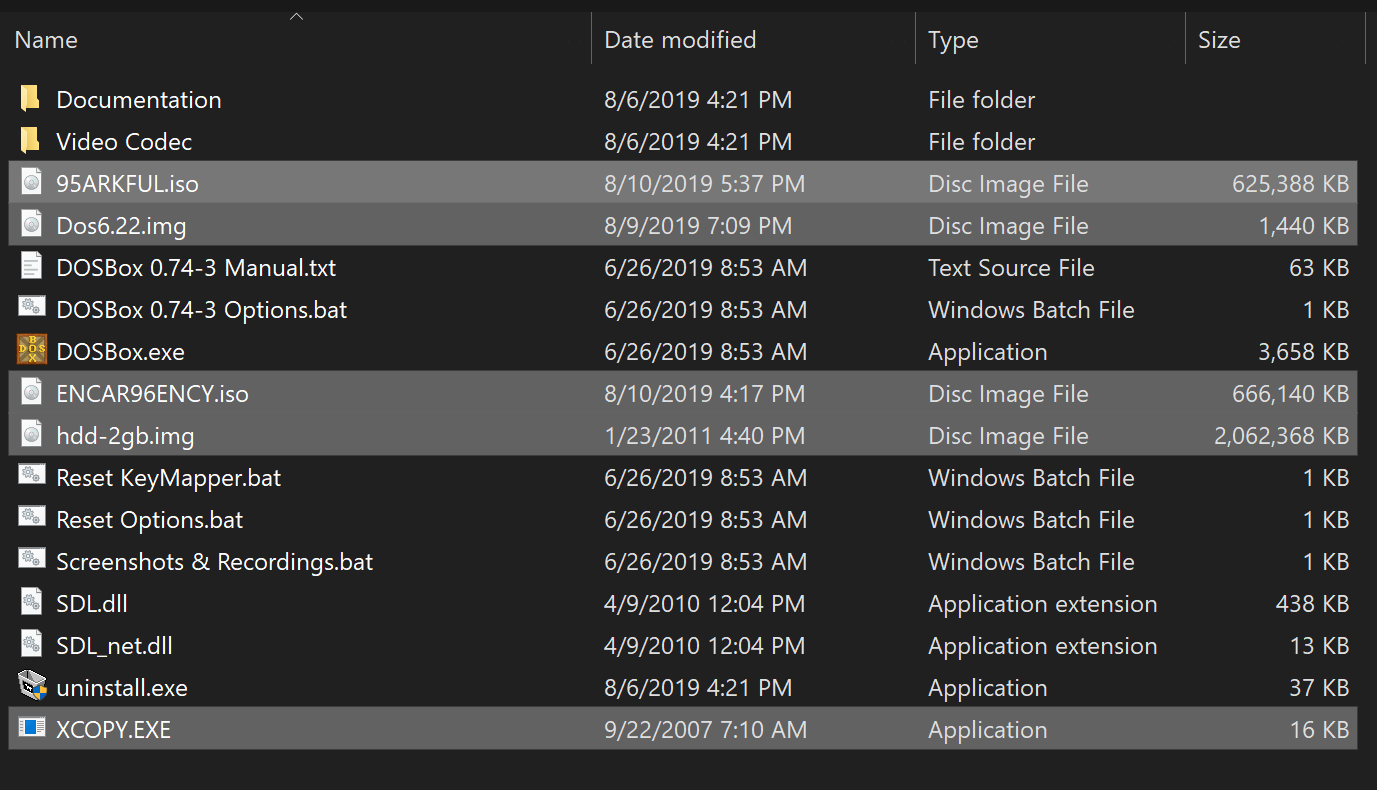 Name Date modified Type Size
Documentation 8/6/2019 4:21 PM File folder
Video Codec 8/6/2019 4:21 PM File folder
95ARKFUL.iso 8/10/2019 5:37 PM Disc Image File 625,388 KB
Dos6.22.img 8/9/2019 7:09 PM Disc Image File 1,440 KB
DOSBox 0.74-3 Manual.txt 6/26/2019 8:53 AM Text Source File 63 KB
DOSBox 0.74-3 Options.bat 6/26/2019 8:53 AM Windows Batch File 1 KB
DOSBox.exe 6/26/2019 8:53 AM Application 3,658 KB
ENCAR96ENCY.iso 8/10/2019 4:17 PM Disc Image File 666,140 KB
hdd-2gb.img 1/23/2011 4:40 PM Disc Image File 2,062,368 KB
Reset KeyMapper.bat 6/26/2019 8:53 AM Windows Batch File 1 KB
Reset Options.bat 6/26/2019 8:53 AM Windows Batch File 1 KB
Screenshots & Recordings.bat 6/26/2019 8:53 AM Windows Batch File 1 KB
SDL.dll 4/9/2010 12:04 PM Application extension 438 KB
SDL_net.dll 4/9/2010 12:04 PM Application extension 13 KB
uninstall.exe 8/6/2019 4:21 PM Application 37 KB
XCOPY.EXE 9/22/2007 7:10 AM Application 16 KB